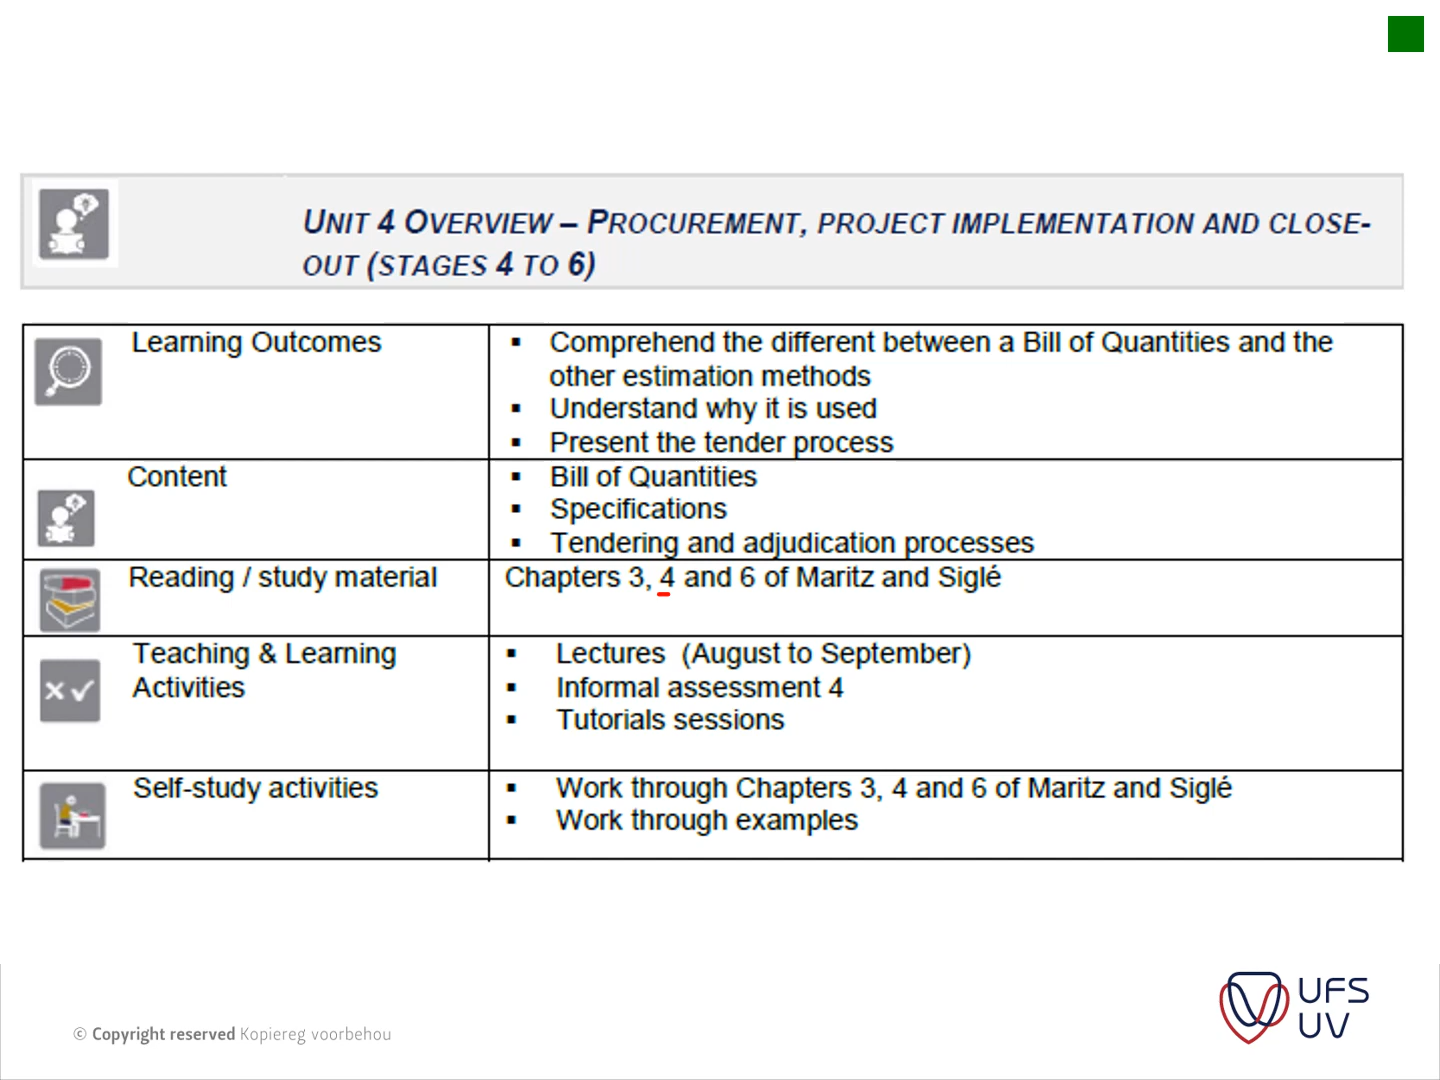 UNIT 4 OVERVIEW – PROCUREMENT, PROJECT IMPLEMENTATION AND CLOSE-
OUT (STAGES 4 TO 6)
Learning Outcomes
▪ Comprehend the different between a Bill of Quantities and the
other estimation methods
▪ Understand why it is used
▪ Present the tender process
Content
▪ Bill of Quantities
▪ Specifications
▪ Tendering and adjudication processes
Reading / study material
Chapters 3, 4 and 6 of Maritz and Siglé
Teaching & Learning
Activities
▪ Lectures (August to September)
▪ Informal assessment 4
▪ Tutorials sessions
Self-study activities
▪ Work through Chapters 3, 4 and 6 of Maritz and Siglé
▪ Work through examples
© Copyright reserved Kopiereg voorbehou
UFS
UV